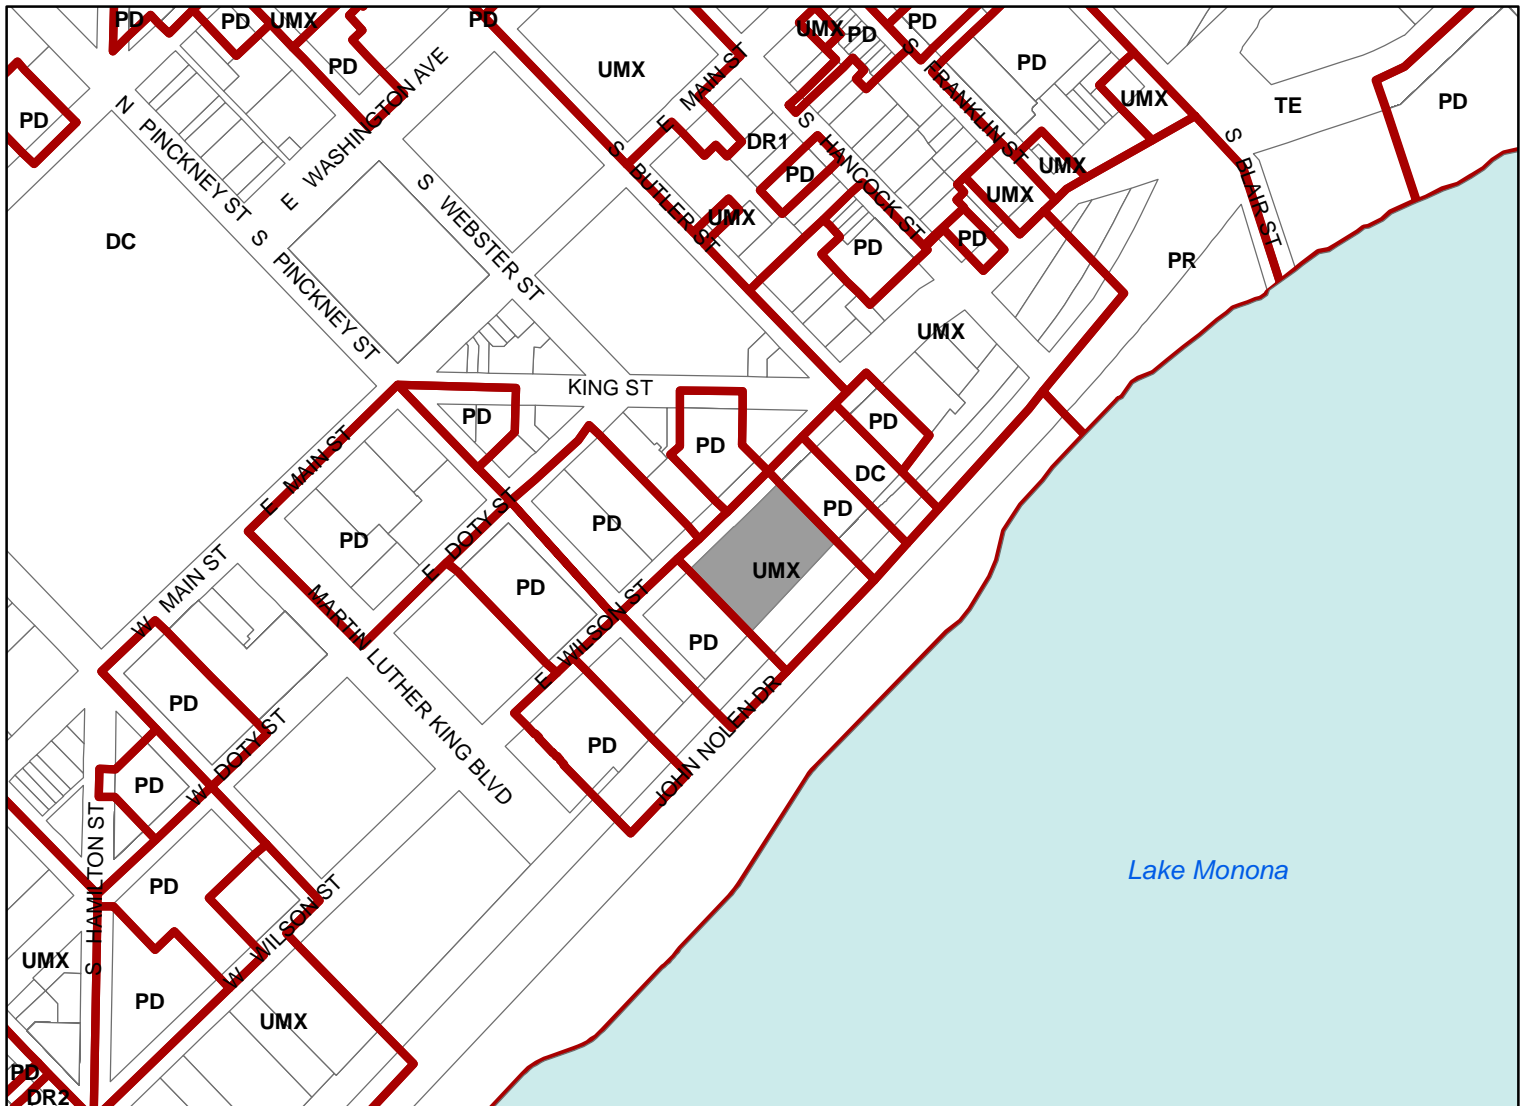 PD
PD
UMX
PD
UMX
PD
PD
PD
UMX
PD
UMX
TE
PD
PD
E WASHINGTON AVE
E MAIN ST
S FRANKLIN ST
N PINCKNEY ST
S HANCOCK ST
DR1
S BLAIR ST
S BUTLER ST
PD
UMX
UMX
S WEBSTER ST
UMX
DC
S PINCKNEY ST
PD
PD
PR
UMX
KING ST
PD
PD
PD
DC
E MAIN ST
PD
PD
PD
E DOTY ST
UMX
PD
W MAIN ST
MARTIN LUTHER KING BLVD
E WILSON ST
PD
PD
PD
JOHN NOLEN DR
W DOTY ST
PD
S HAMILTON ST
PD
Lake Monona
W WILSON ST
UMX
PD
UMX
PD
DR2